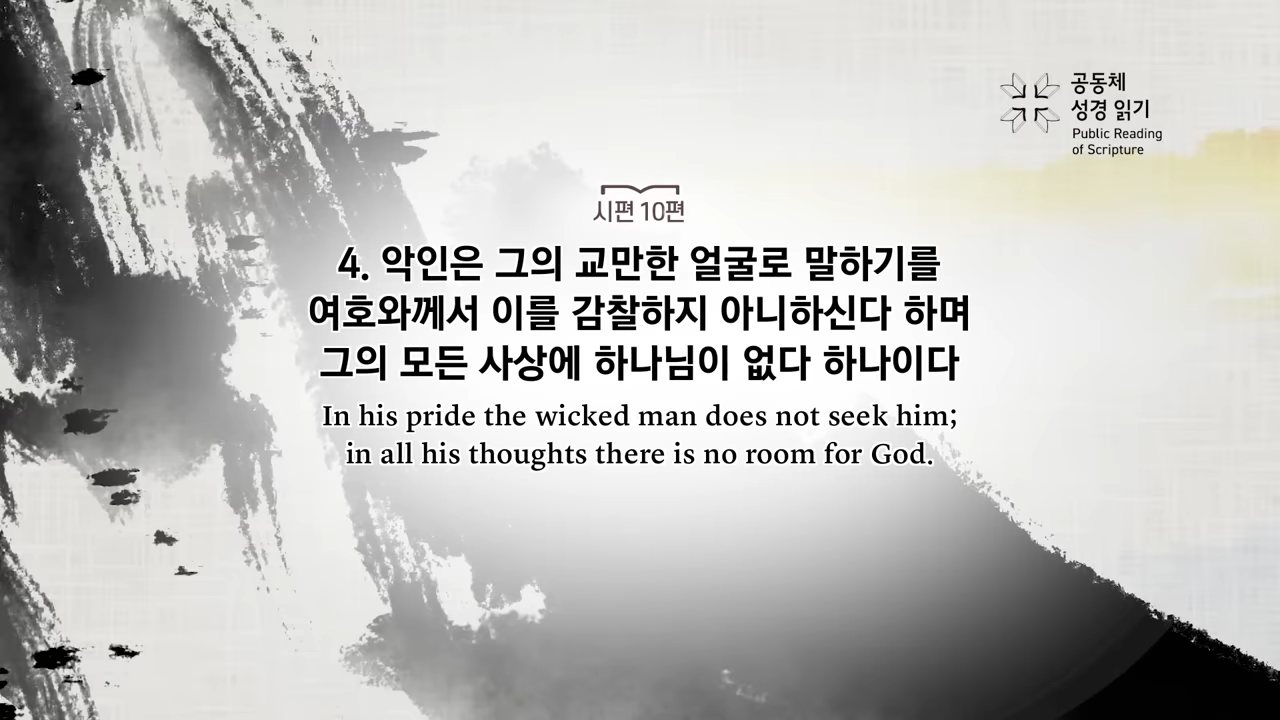 공동체
성경 읽기
Public Reading
of Scripture
시편 10편
4. 악인은 그의 교만한 얼굴로 말하기를
여호와께서 이를 감찰하지 아니하신다 하며
그의 모든 사상에 하나님이 없다 하나이다
In his pride the wicked man does not seek him;
in all his thoughts there is no room for God.